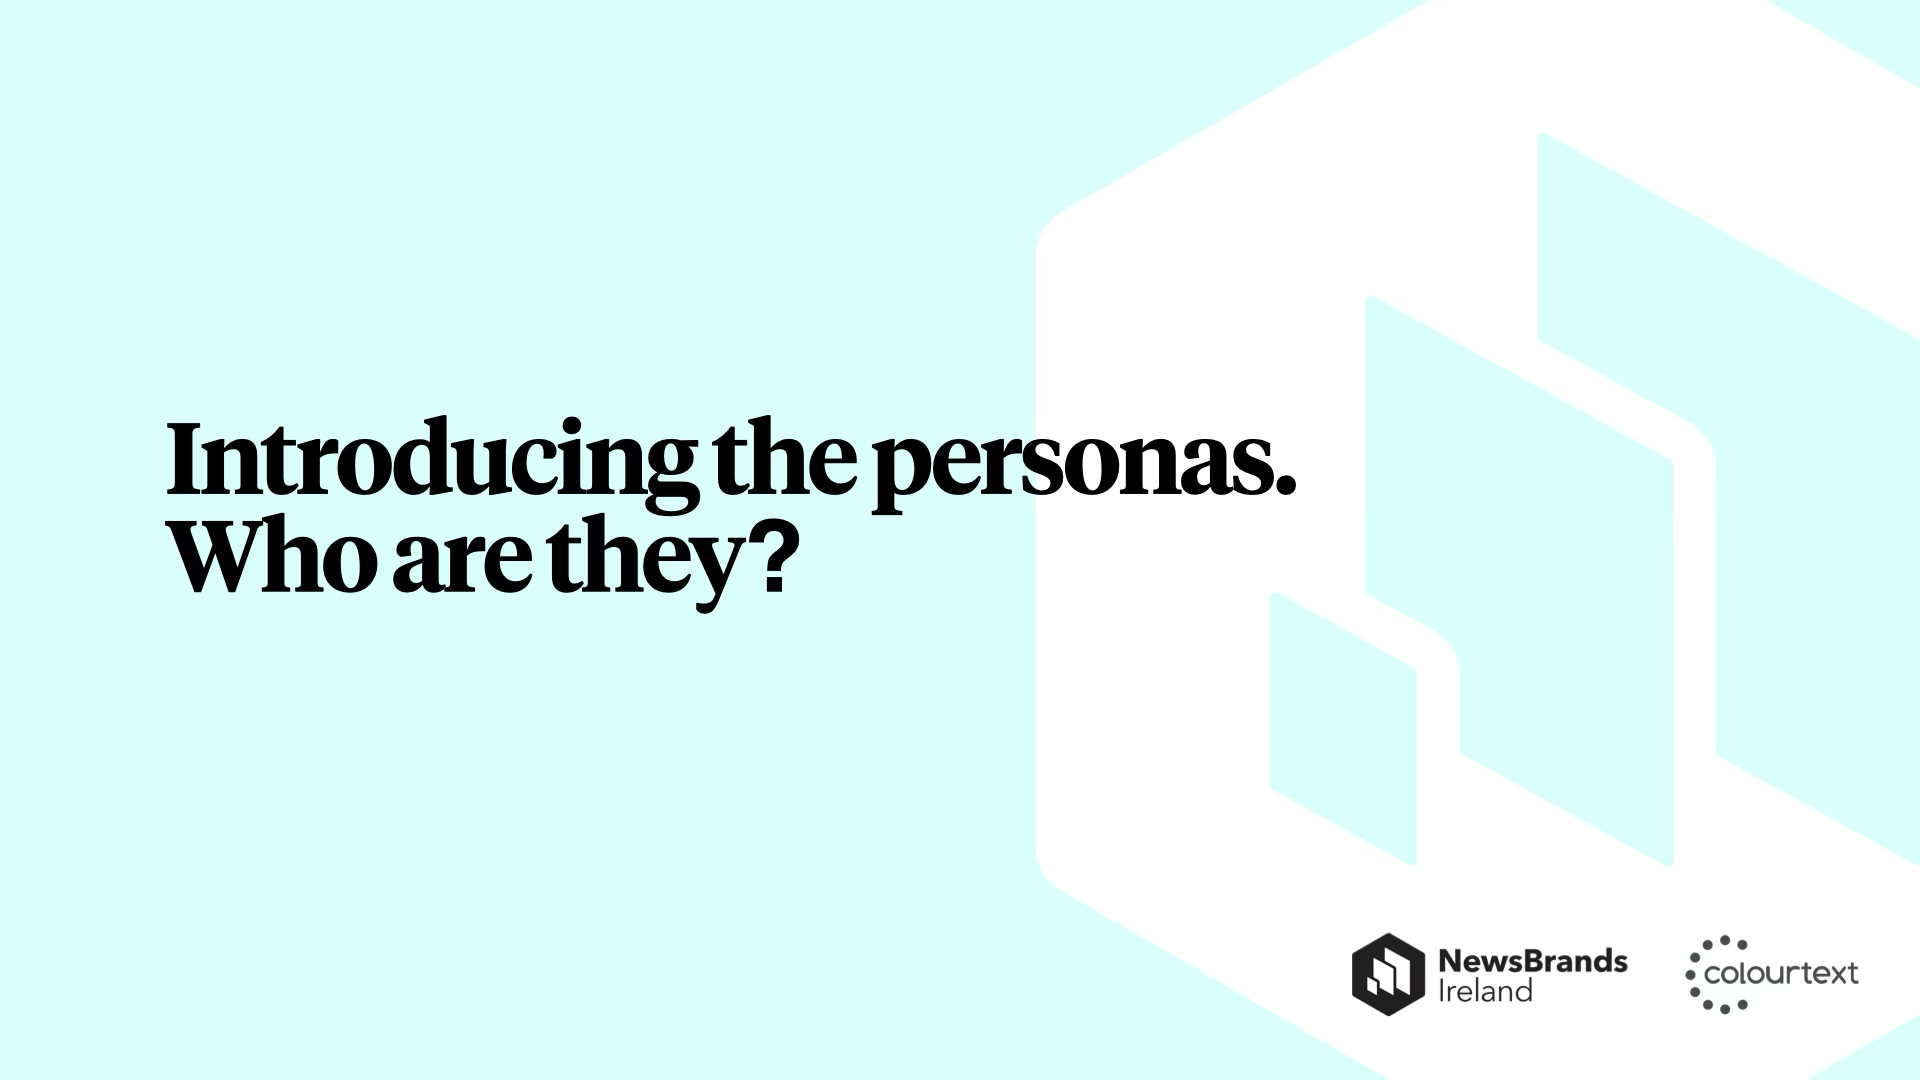 Introducing the personas.
Who are they?
NewsBrands
Ireland
colourtext